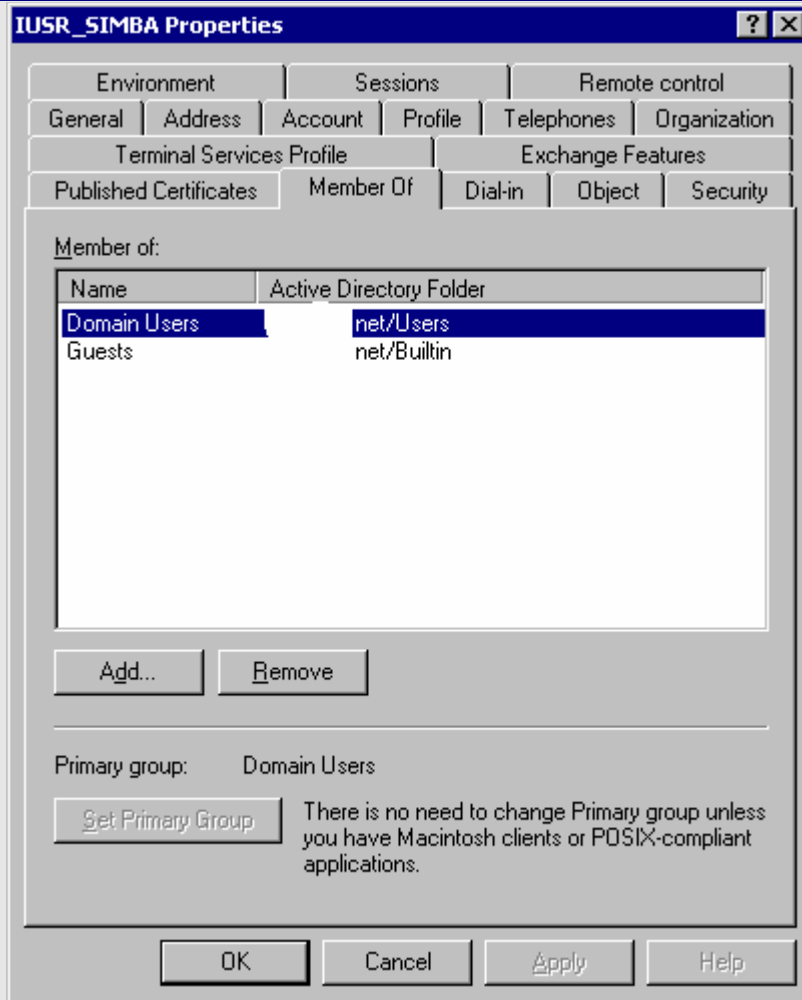 IUSR_SIMBA Properties ? X
Environment Sessions Remote control
General Address Account Profile Telephones Organization
Terminal Services Profile Exchange Features
Published Certificates Member Of Dial-in Object Security
Member of:
Name Active Directory Folder
Domain Users net/Users
Guests net/Builtin
Add... Remove
Primary group: Domain Users
Set Primary Group
There is no need to change Primary group unless
you have Macintosh clients or POSIX-compliant
applications.
OK Cancel Apply Help